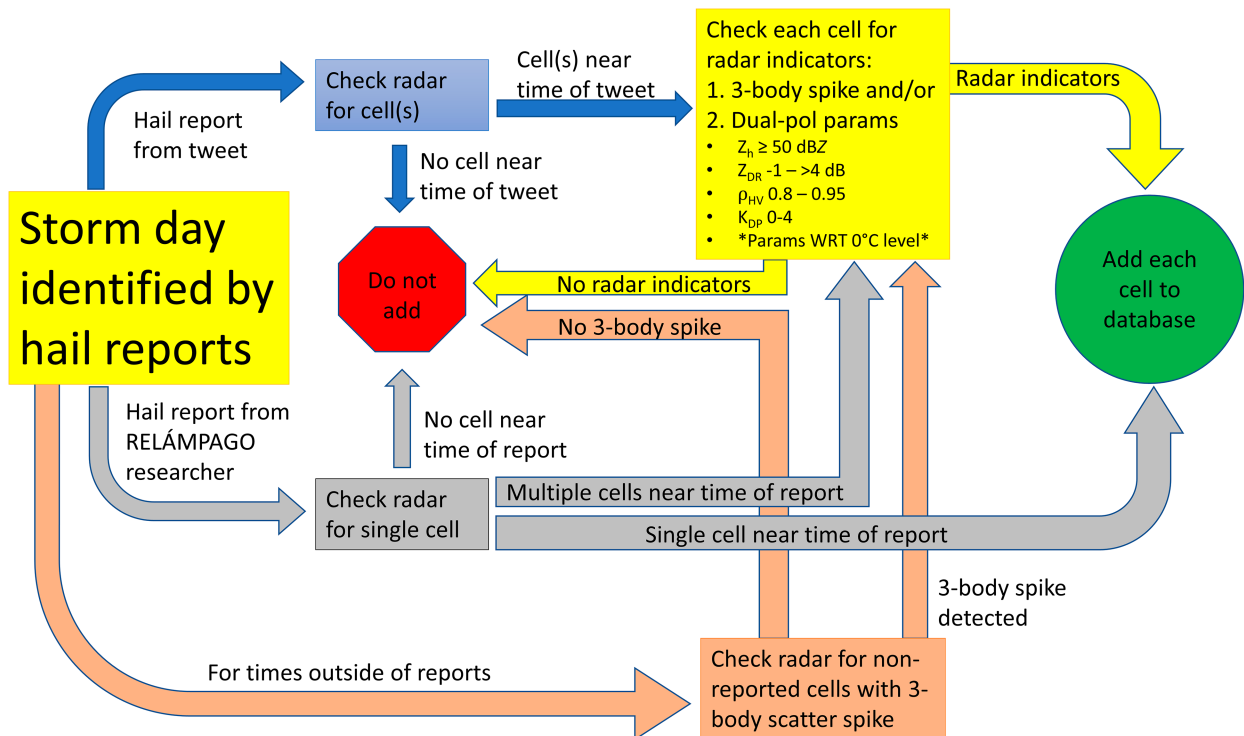 Check radar
for cell(s)
Cell(s) near
time of tweet
Check each cell for
radar indicators:
1. 3-body spike and/or
2. Dual-pol params
• Zh ≥ 50 dBZ
• ZDR -1 – >4 dB
• ρHV 0.8 – 0.95
• KDP 0-4
• *Params WRT 0°C level*
Radar indicators
Hail report
from tweet
No cell near
time of tweet
Storm day
identified by
hail reports
Do not
add
No radar indicators
No 3-body spike
Add each
cell to
database
Hail report from
RELÁMPAGO
researcher
No cell near
time of report
Check radar
for single cell
Multiple cells near time of report
Single cell near time of report
3-body spike
detected
For times outside of reports
Check radar for non-
reported cells with 3-
body scatter spike